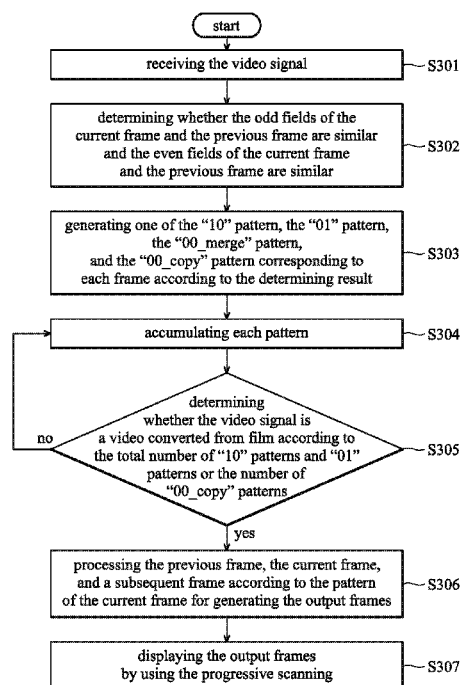 start
receiving the video signal
S301
determining whether the odd fields of the
current frame and the previous frame are similar
and the even fields of the current frame
and the previous frame are similar
S302
generating one of the “10” pattern, the “01” pattern,
the “00_merge” pattern,
and the “00_copy” pattern corresponding to
each frame according to the determining result
S303
accumulating each pattern
S304
determining
whether the video signal is
a video converted from film according to
the total number of “10” patterns and “01”
patterns or the number of
“00_copy” patterns
S305
no
yes
processing the previous frame, the current frame,
and a subsequent frame according to the pattern
of the current frame for generating the output frames
S306
displaying the output frames
by using the progressive scanning
S307